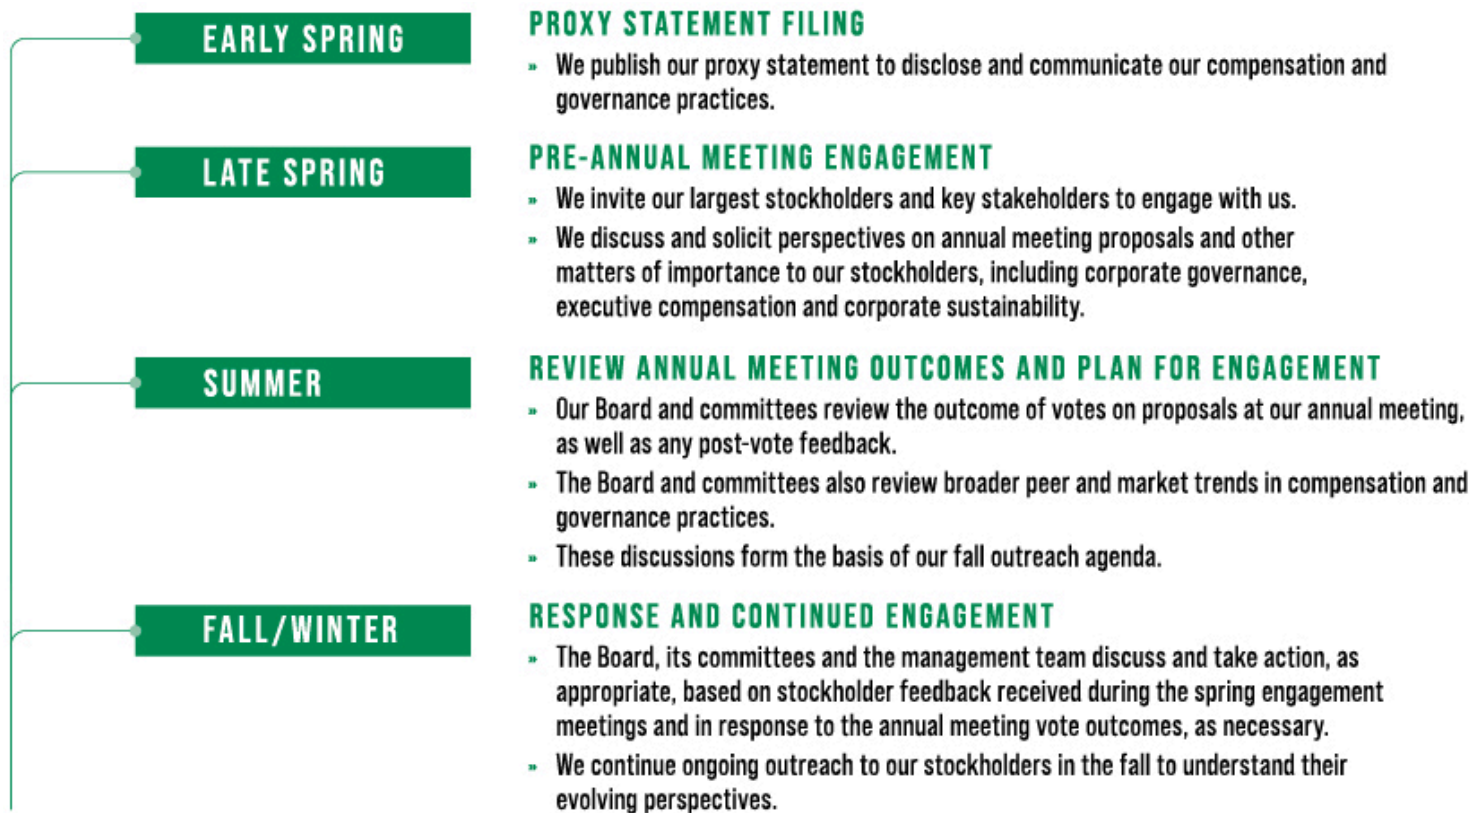 EARLY SPRING
PROXY STATEMENT FILING
» We publish our proxy statement to disclose and communicate our compensation and
governance practices.
LATE SPRING
PRE-ANNUAL MEETING ENGAGEMENT
» We invite our largest stockholders and key stakeholders to engage with us.
» We discuss and solicit perspectives on annual meeting proposals and other
matters of importance to our stockholders, including corporate governance,
executive compensation and corporate sustainability.
SUMMER
REVIEW ANNUAL MEETING OUTCOMES AND PLAN FOR ENGAGEMENT
» Our Board and committees review the outcome of votes on proposals at our annual meeting,
as well as any post-vote feedback.
» The Board and committees also review broader peer and market trends in compensation and
governance practices.
» These discussions form the basis of our fall outreach agenda.
FALL/WINTER
RESPONSE AND CONTINUED ENGAGEMENT
» The Board, its committees and the management team discuss and take action, as
appropriate, based on stockholder feedback received during the spring engagement
meetings and in response to the annual meeting vote outcomes, as necessary.
» We continue ongoing outreach to our stockholders in the fall to understand their
evolving perspectives.